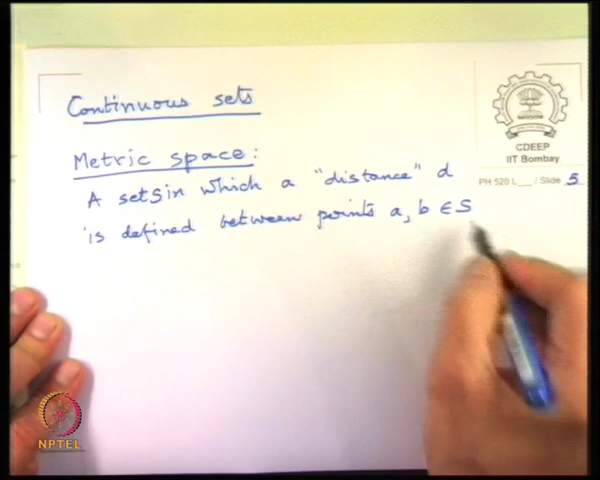 Continuous sets
Metric space:
A set S in which a "distance" d
is defined between points a, b ∈ S
CDEEP
IIT Bombay
PH 520 L__ / Slide 5
NPTEL